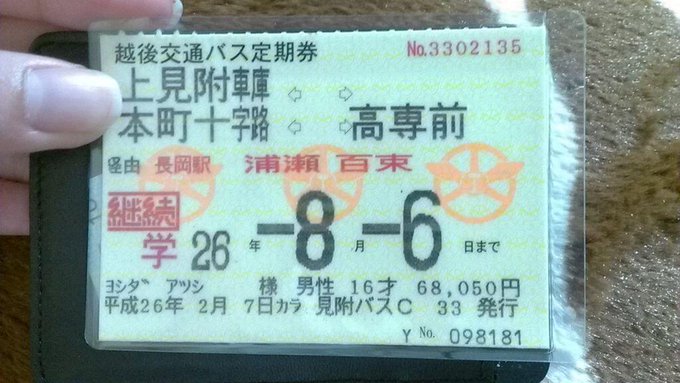 越後交通バス定期券 No.3302135
上見附車庫 ⇦ ⇨
本町十字路 ⇦ ⇨ 高専前
経由 長岡駅 浦瀬 百束
継続
学 26年-8月-6日まで
ヨシダ アツシ 様 男性 16才 68,050円
平成26年 2月 7日カラ 見附バスC 33 発行
Y No. 098181